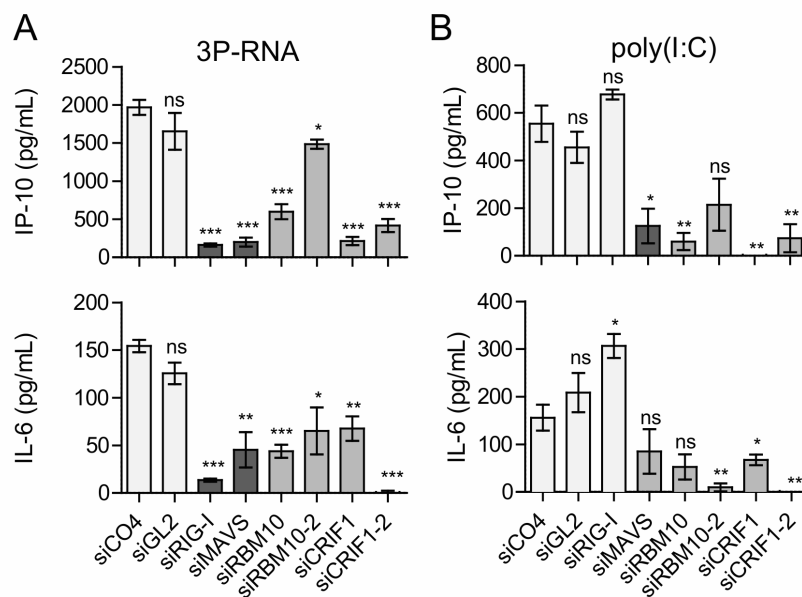 A
3P-RNA
IP-10 (pg/mL)
2500
2000
1500
1000
500
0
ns
***
***
***
*
***
***
IL-6 (pg/mL)
200
150
100
50
0
ns
***
**
***
*
**
***
siCO4
siGL2
siRIG-I
siMAVS
siRBM10
siRBM10-2
siCRIF1
siCRIF1-2
B
poly(I:C)
IP-10 (pg/mL)
800
600
400
200
0
ns
ns
*
**
ns
**
**
IL-6 (pg/mL)
400
300
200
100
0
ns
*
ns
ns
**
*
**
siCO4
siGL2
siRIG-I
siMAVS
siRBM10
siRBM10-2
siCRIF1
siCRIF1-2